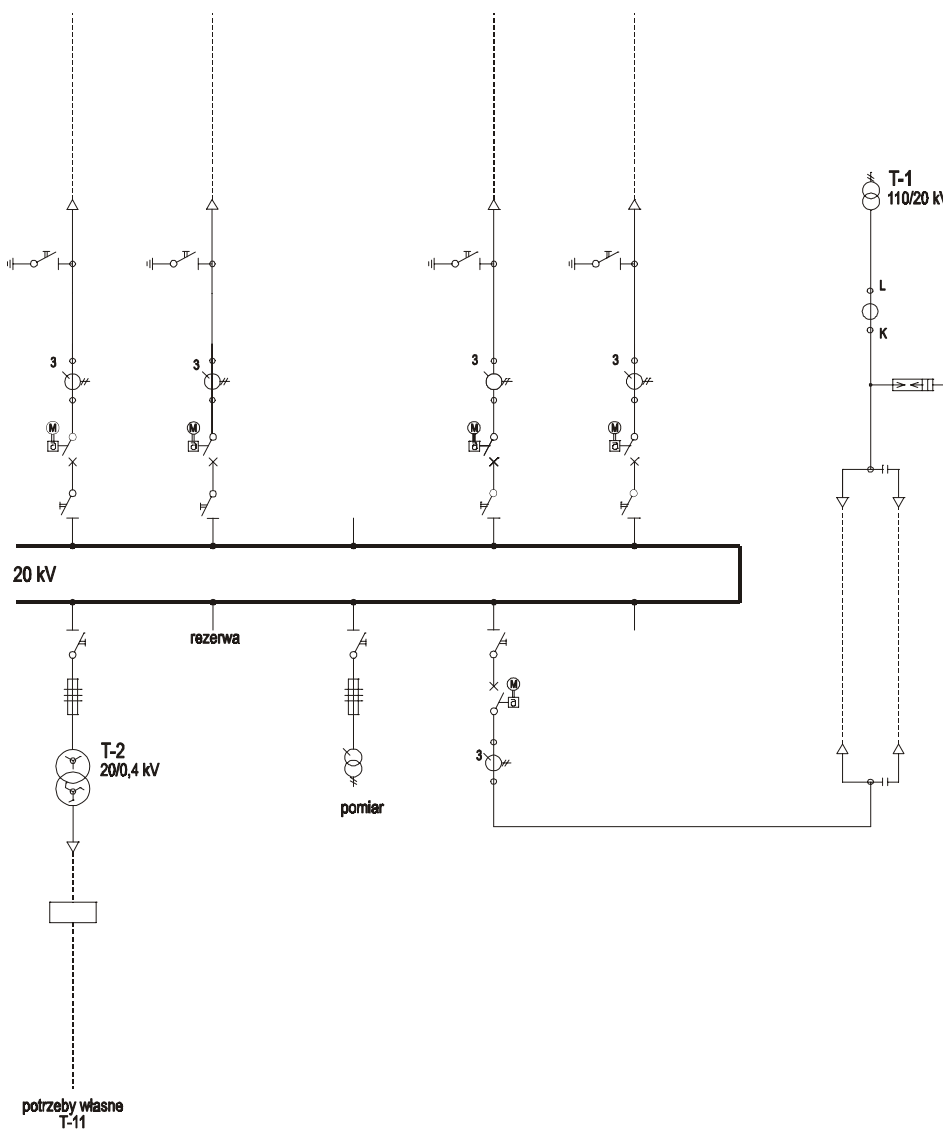 T-1
110/20 kV
L
K
3
3
3
3
M
M
M
M
20 kV
rezerwa
M
T-2
20/0,4 kV
3
pomiar
potrzeby własne
T-11